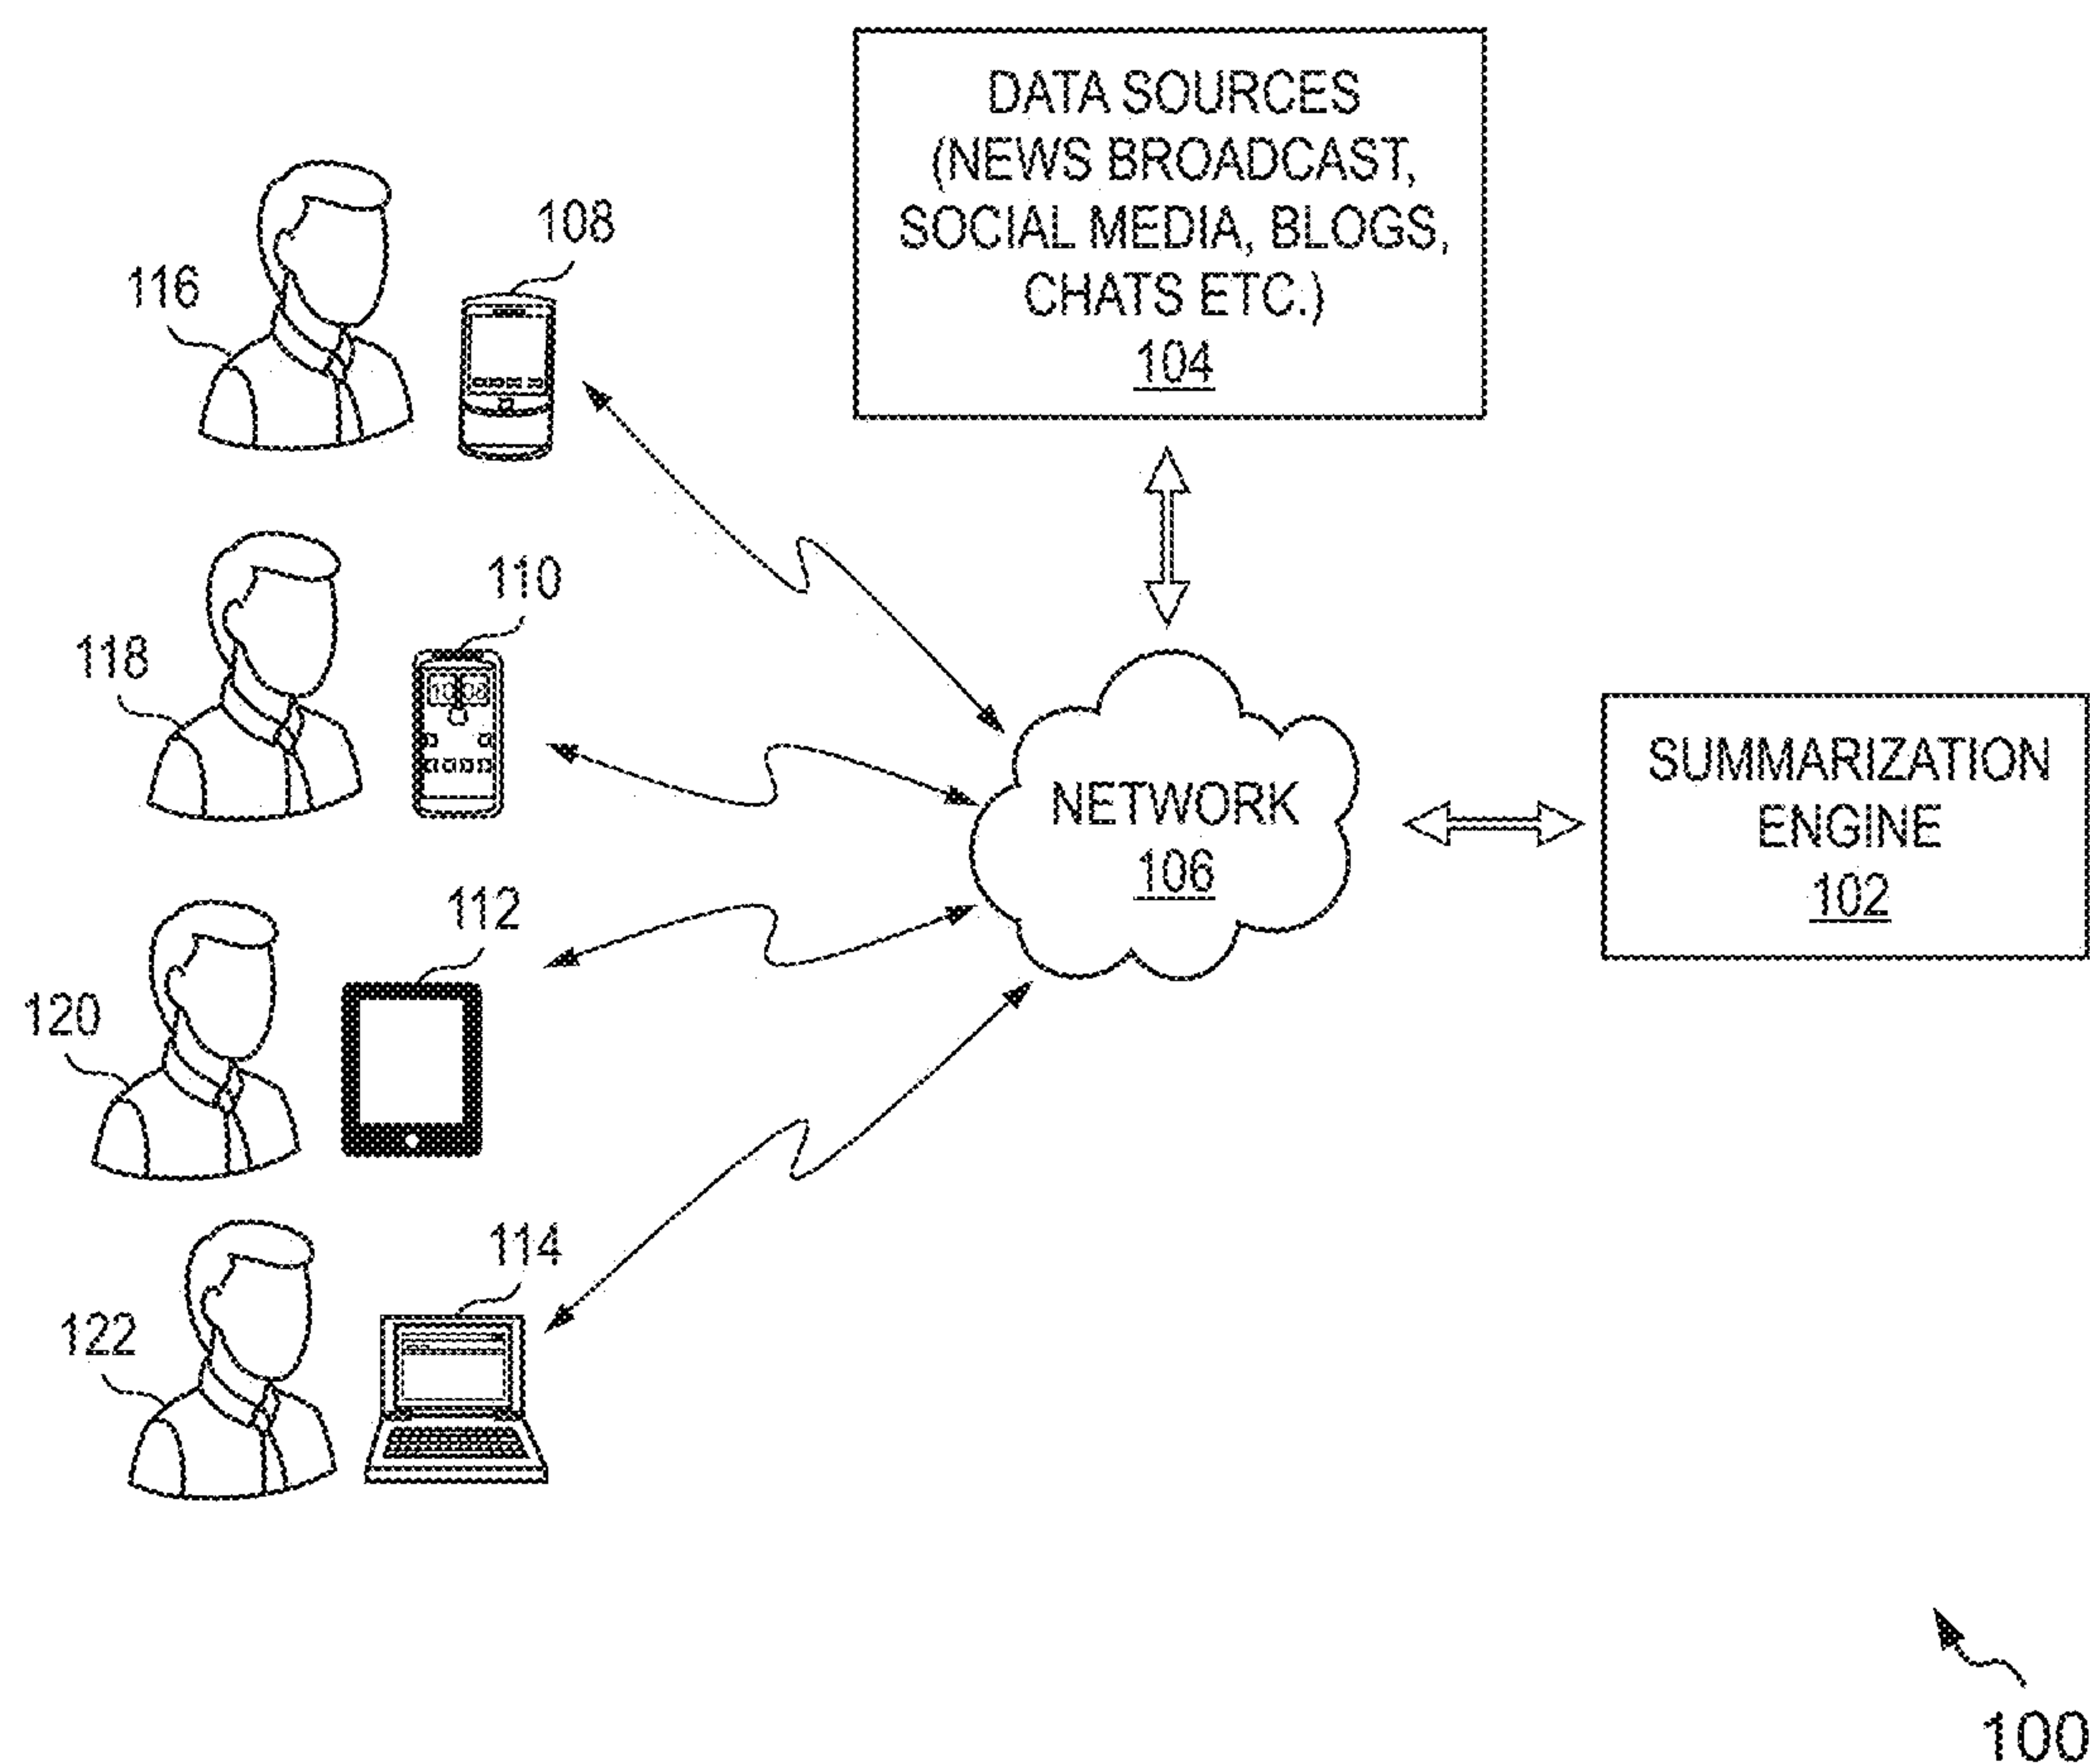 DATA SOURCES
(NEWS BROADCAST,
SOCIAL MEDIA, BLOGS,
CHATS ETC.)
104
108
116
110
118
NETWORK
106
SUMMARIZATION
ENGINE
102
112
120
114
122
100